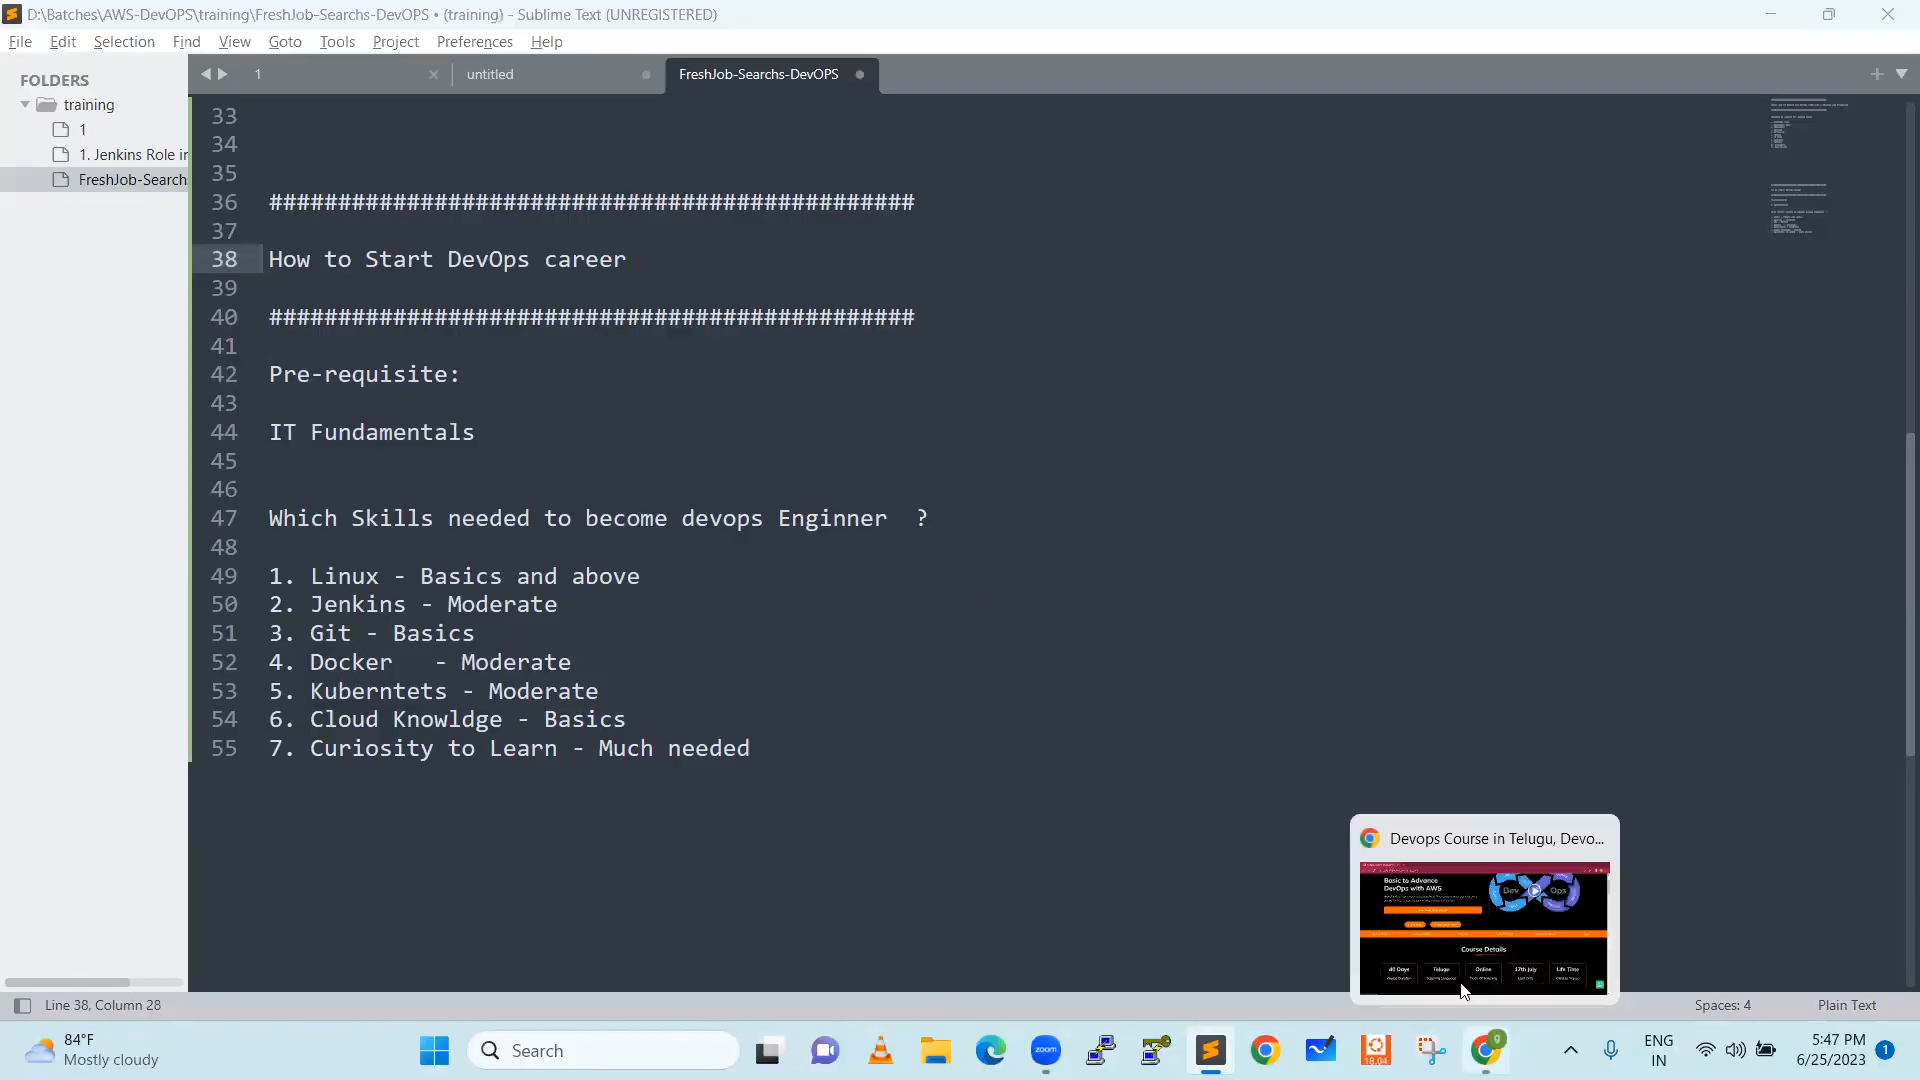 D:\Batches\AWS-DevOPS\training\FreshJob-Searchs-DevOPS • (training) - Sublime Text (UNREGISTERED)
File Edit Selection Find View Goto Tools Project Preferences Help
FOLDERS
training
1
1. Jenkins Role in
FreshJob-Search
1
untitled
FreshJob-Searchs-DevOPS
33
34
35
36 ###############################################
37
38 How to Start DevOps career
39
40 ###############################################
41
42 Pre-requisite:
43
44 IT Fundamentals
45
46
47 Which Skills needed to become devops Enginner  ?
48
49 1. Linux - Basics and above
50 2. Jenkins - Moderate
51 3. Git - Basics
52 4. Docker   - Moderate
53 5. Kuberntets - Moderate
54 6. Cloud Knowldge - Basics
55 7. Curiosity to Learn - Much needed
Devops Course in Telugu, Devo...
Basic to Advance
DevOps with AWS
Dev Ops
Course Details
40 Days Telugu Online 17th July Life Time
Line 38, Column 28
Spaces: 4
Plain Text
84°F
Mostly cloudy
Search
zoom
18.04
ENG
IN
5:47 PM
6/25/2023
1